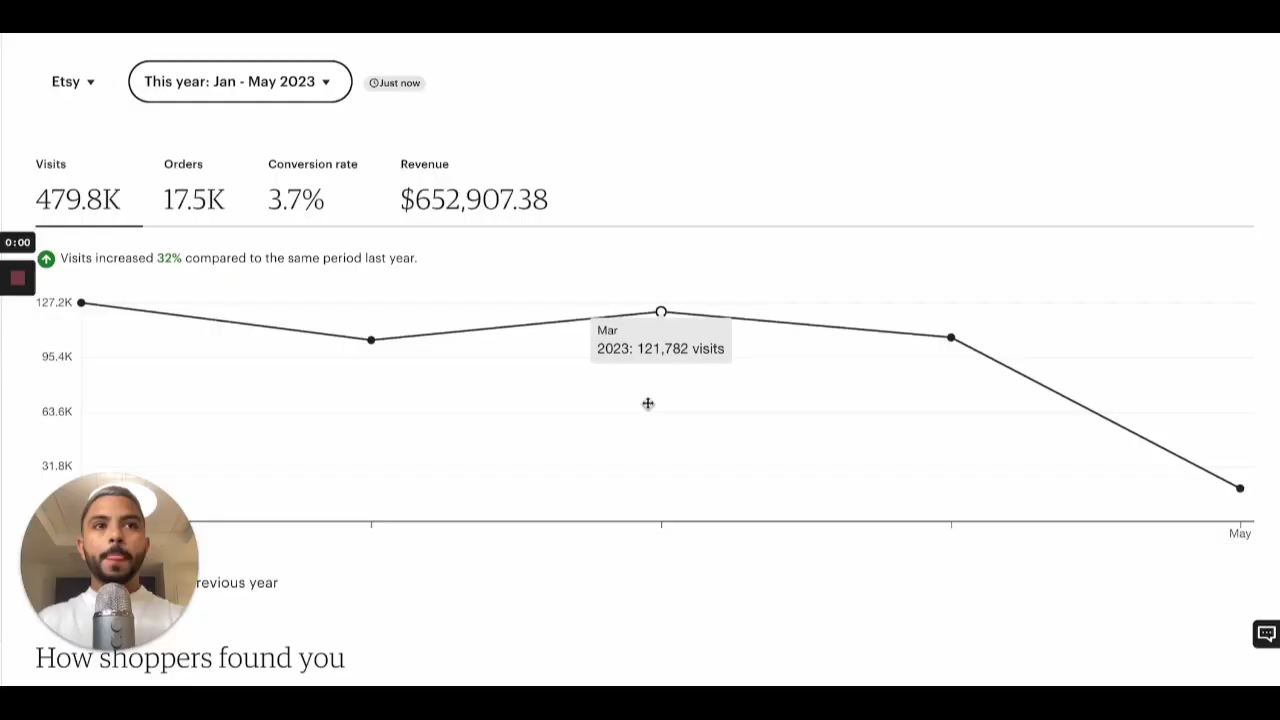 Etsy
This year: Jan - May 2023
Just now
Visits
Orders
Conversion rate
Revenue
479.8K
17.5K
3.7%
$652,907.38
0:00
Visits increased 32% compared to the same period last year.
127.2K
Mar
2023: 121,782 visits
95.4K
63.6K
31.8K
May
revious year
How shoppers found you